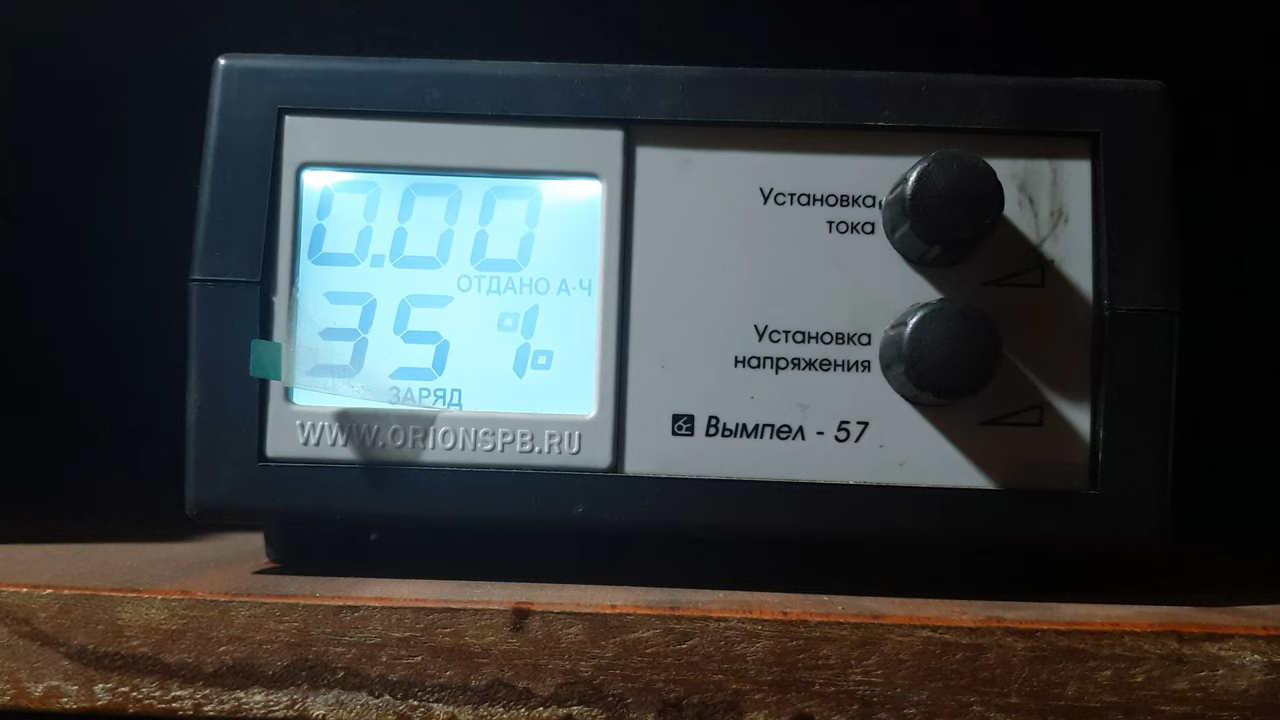 0.00
ОТДАНО А·Ч
35 %
ЗАРЯД
WWW.ORIONSPB.RU
Установка
тока
Установка
напряжения
Вымпел - 57